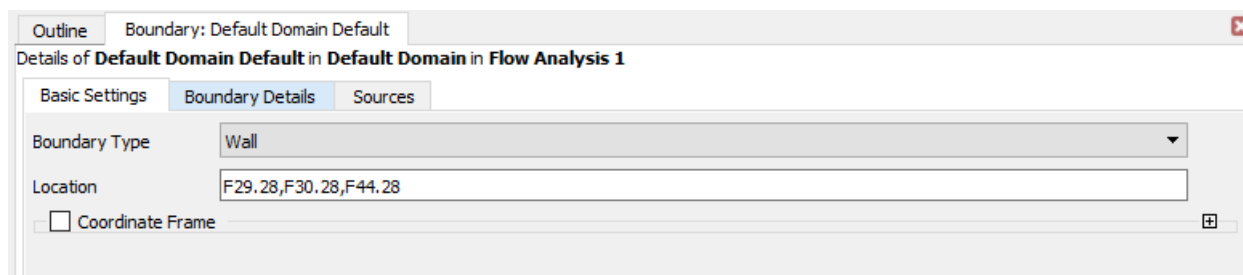 Outline Boundary: Default Domain Default
Details of Default Domain Default in Default Domain in Flow Analysis 1
Basic Settings Boundary Details Sources
Boundary Type Wall
Location F29.28,F30.28,F44.28
Coordinate Frame